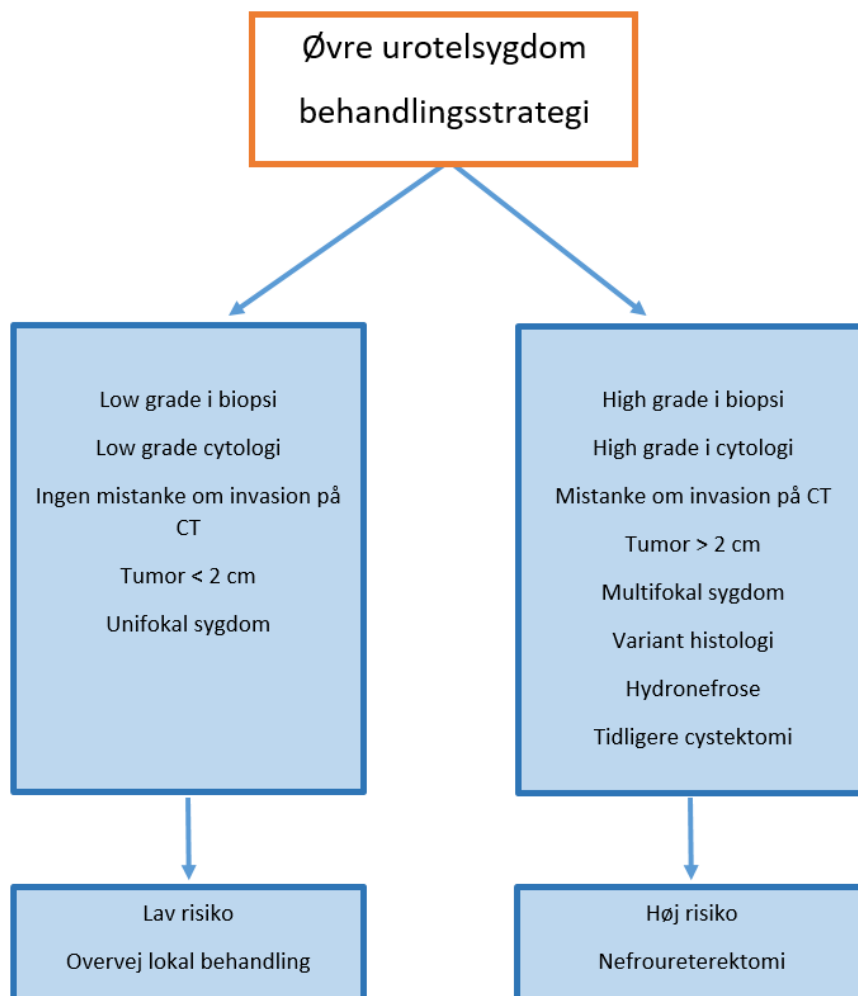 Øvre urotelsygdom
behandlingsstrategi
Low grade i biopsi
Low grade cytologi
Ingen mistanke om invasion på
CT
Tumor < 2 cm
Unifokal sygdom
High grade i biopsi
High grade i cytologi
Mistanke om invasion på CT
Tumor > 2 cm
Multifokal sygdom
Variant histologi
Hydronefrose
Tidligere cystektomi
Lav risiko
Overvej lokal behandling
Høj risiko
Nefroureterektomi